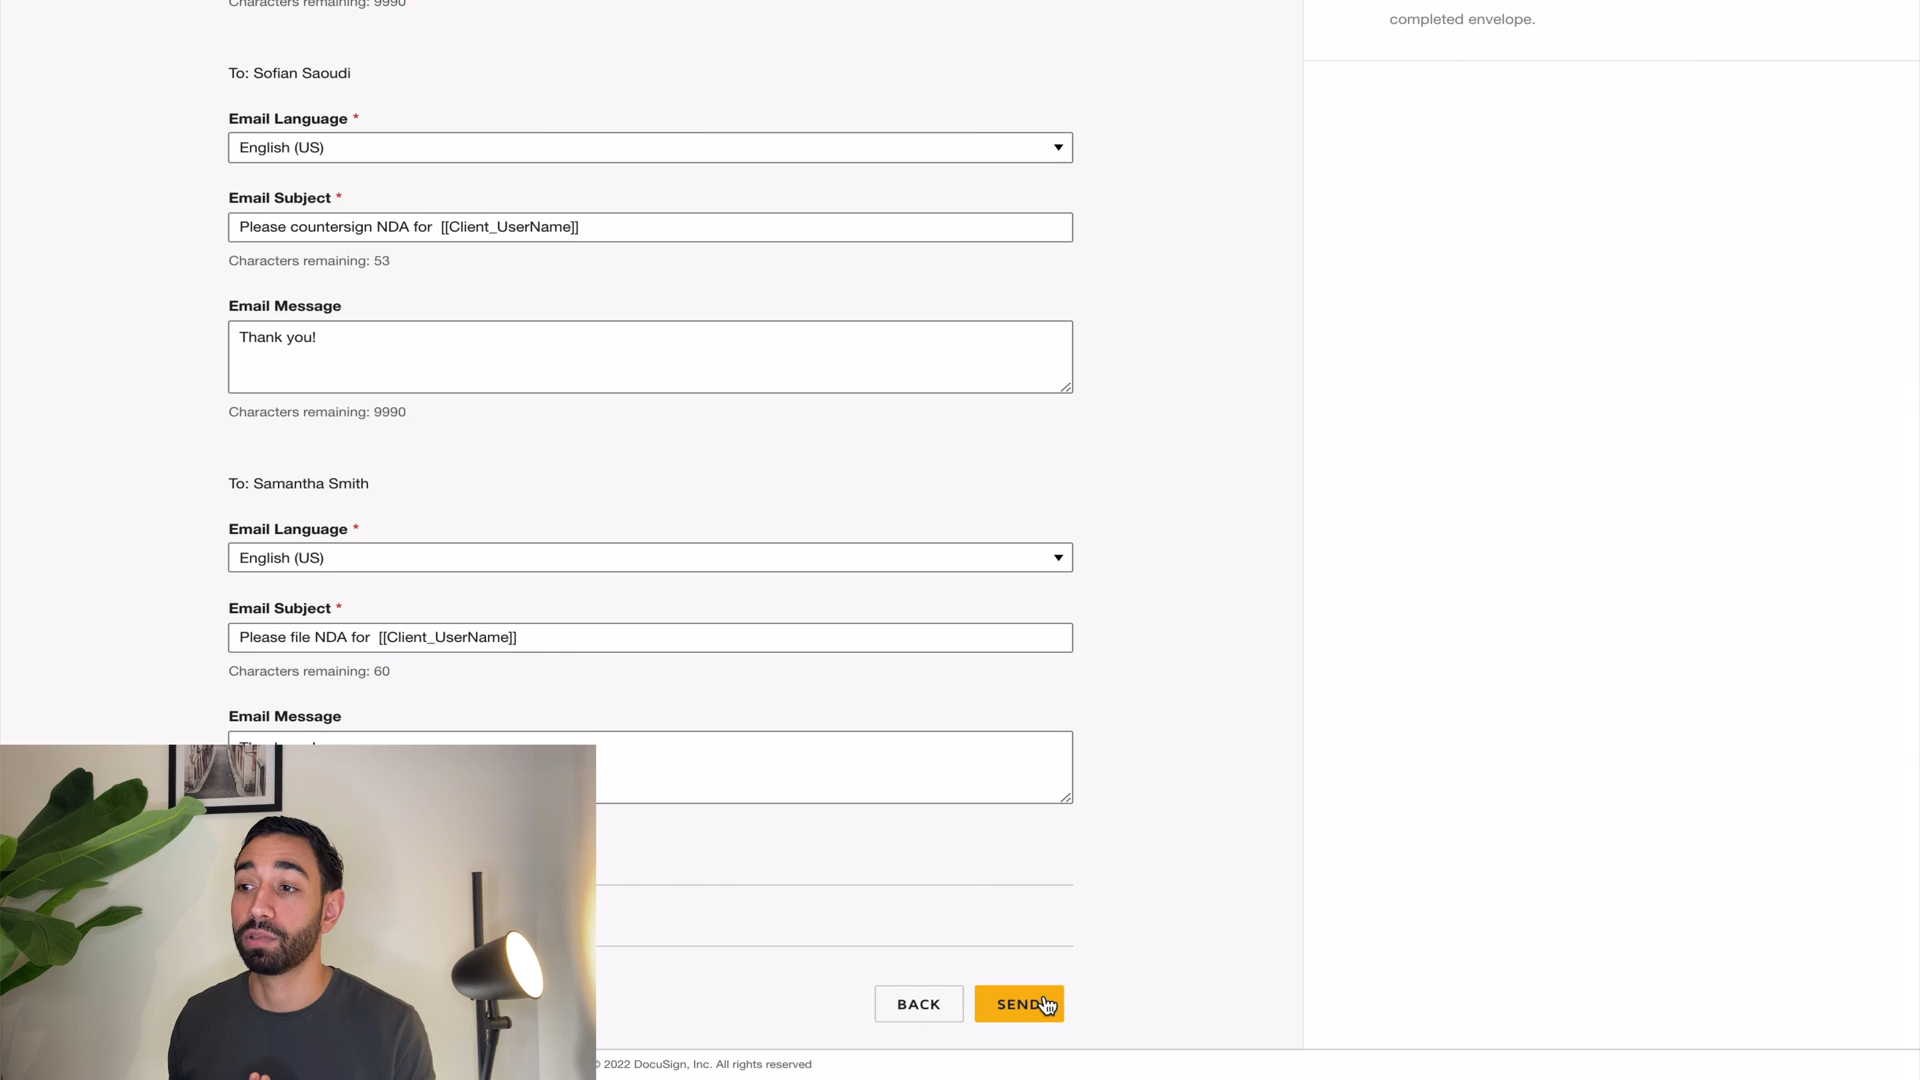 Characters remaining: 9990
completed envelope.
To: Sofian Saoudi
Email Language *
English (US)
Email Subject *
Please countersign NDA for [[Client_UserName]]
Characters remaining: 53
Email Message
Thank you!
Characters remaining: 9990
To: Samantha Smith
Email Language *
English (US)
Email Subject *
Please file NDA for [[Client_UserName]]
Characters remaining: 60
Email Message
BACK
SEND
© 2022 DocuSign, Inc. All rights reserved